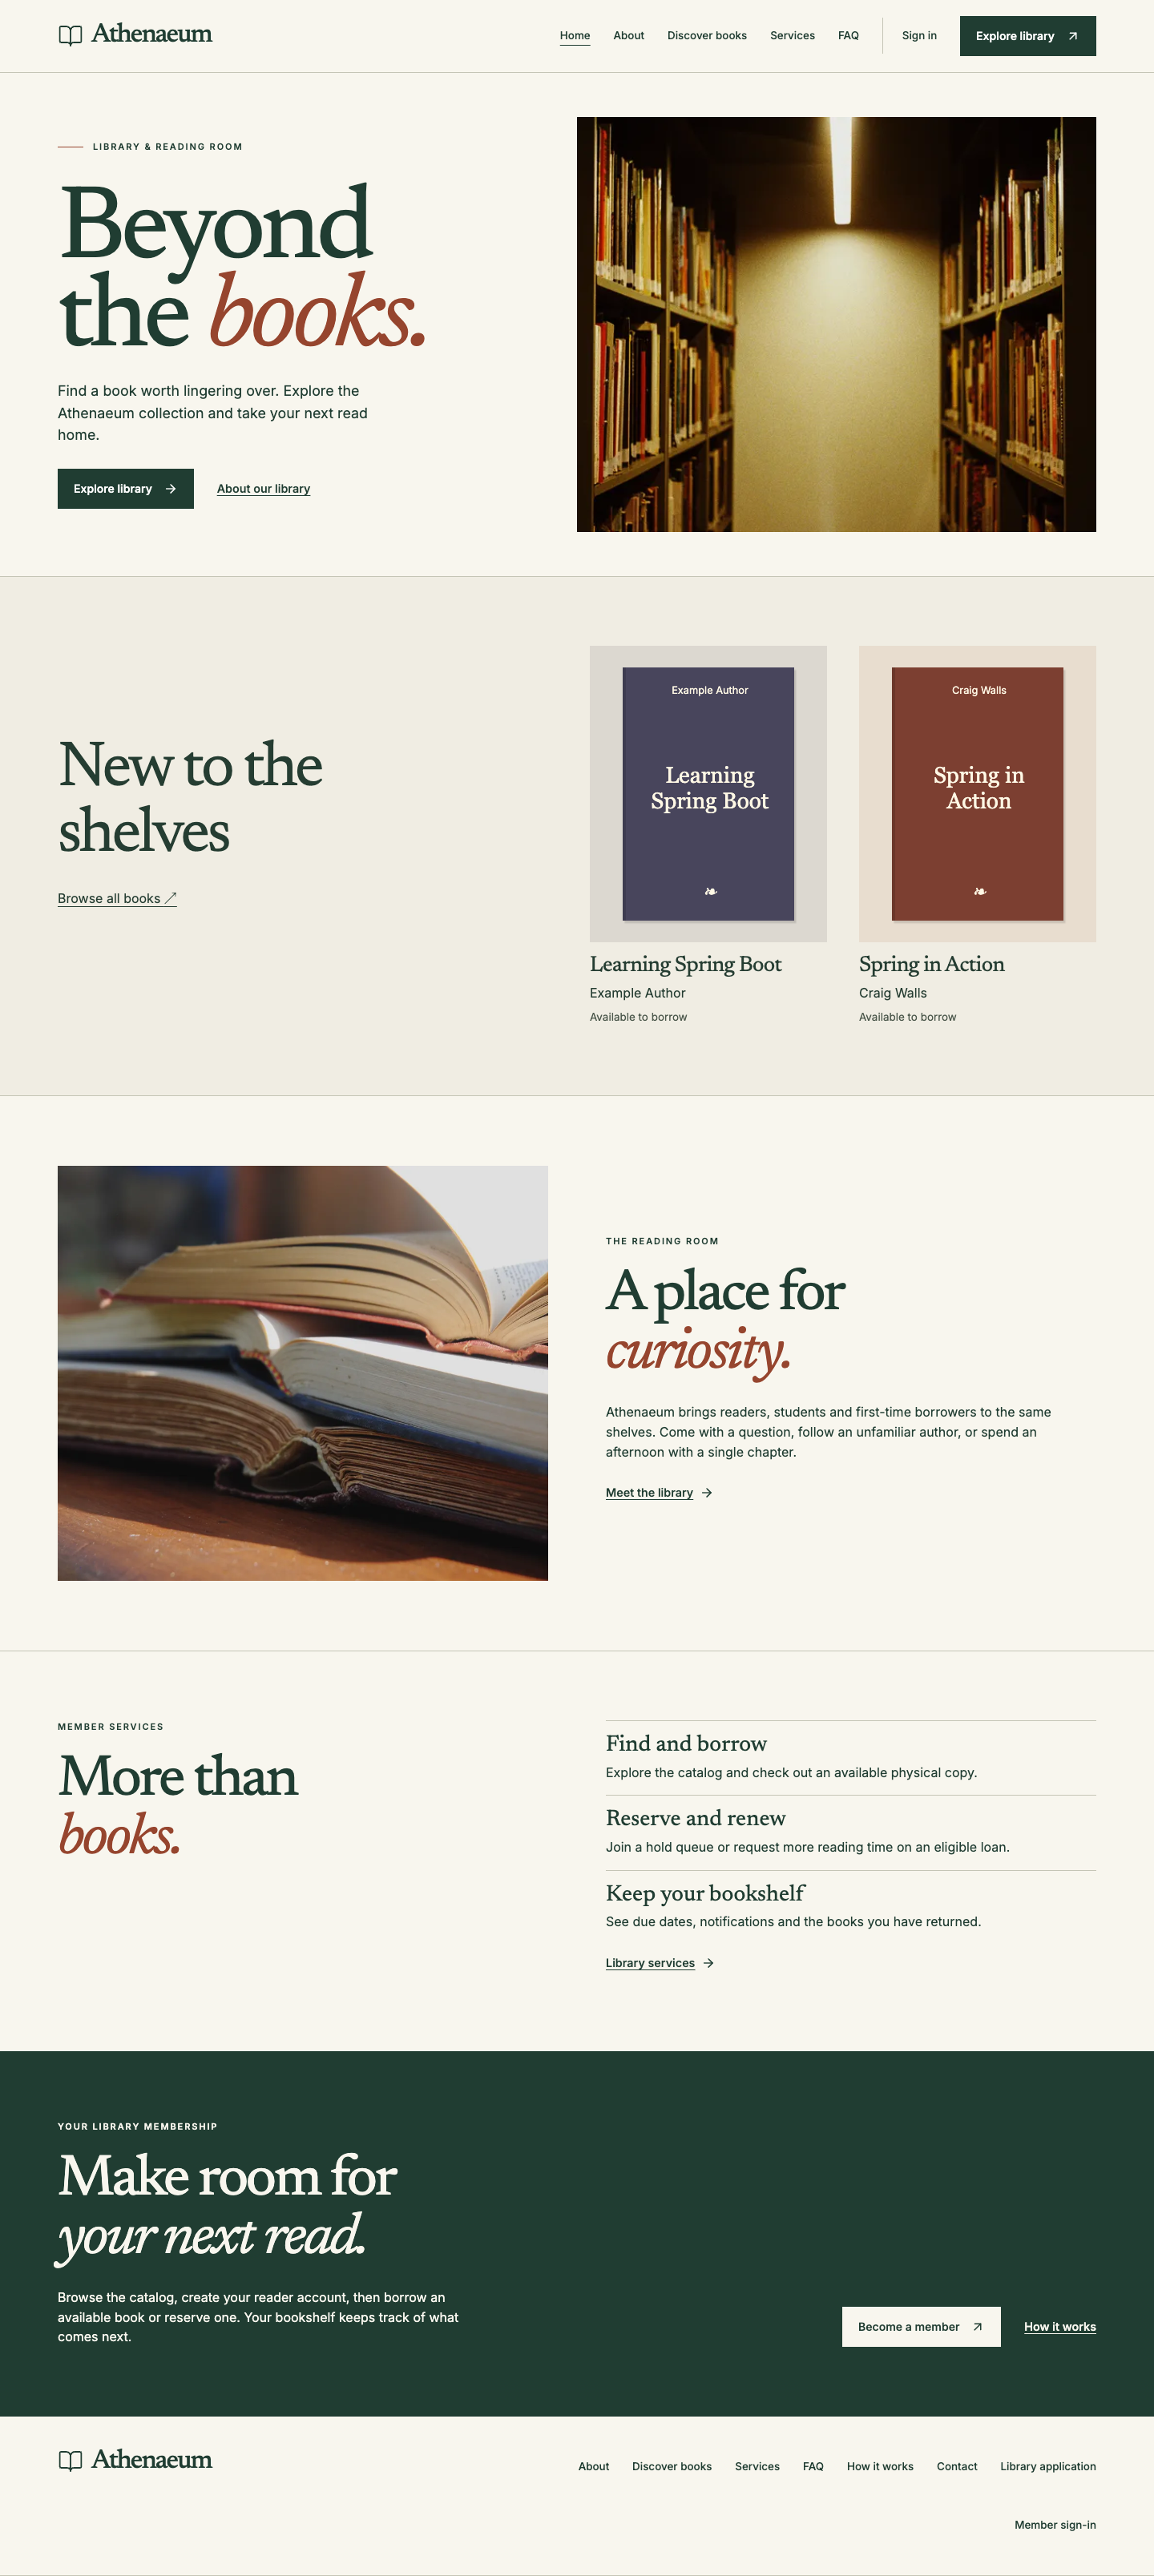 Athenaeum
Home About Discover books Services FAQ Sign in Explore library
LIBRARY & READING ROOM
Beyond
the books.
Find a book worth lingering over. Explore the
Athenaeum collection and take your next read
home.
Explore library About our library
New to the
shelves
Browse all books
Example Author
Learning
Spring Boot
Learning Spring Boot
Example Author
Available to borrow
Craig Walls
Spring in
Action
Spring in Action
Craig Walls
Available to borrow
THE READING ROOM
A place for
curiosity.
Athenaeum brings readers, students and first-time borrowers to the same
shelves. Come with a question, follow an unfamiliar author, or spend an
afternoon with a single chapter.
Meet the library
MEMBER SERVICES
More than
books.
Find and borrow
Explore the catalog and check out an available physical copy.
Reserve and renew
Join a hold queue or request more reading time on an eligible loan.
Keep your bookshelf
See due dates, notifications and the books you have returned.
Library services
YOUR LIBRARY MEMBERSHIP
Make room for
your next read.
Browse the catalog, create your reader account, then borrow an
available book or reserve one. Your bookshelf keeps track of what
comes next.
Become a member How it works
Athenaeum
About Discover books Services FAQ How it works Contact Library application
Member sign-in